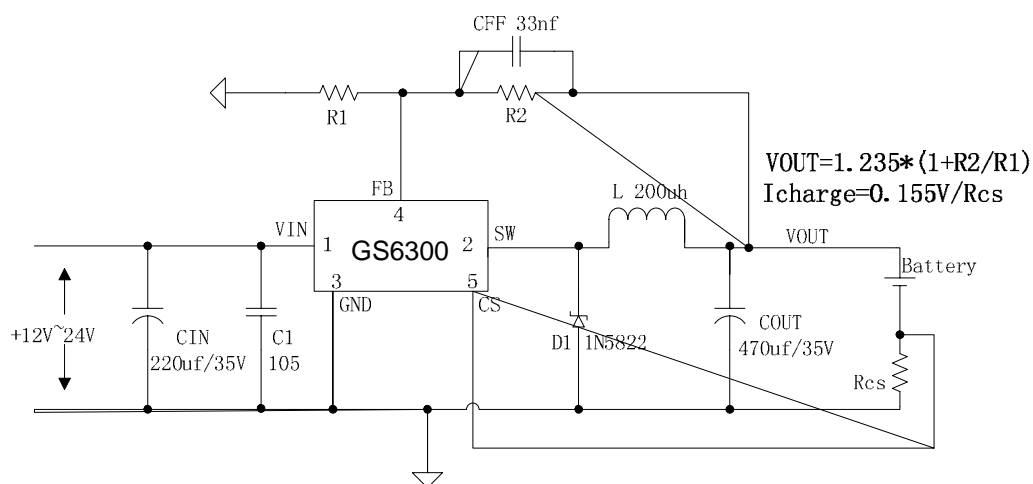 CFF 33nf
R1
R2
VOUT=1.235*(1+R2/R1)
Icharge=0.155V/Rcs
FB
4
L 200uh
VIN
1
GS6300
2
SW
VOUT
3
GND
5
CS
Battery
+12V~24V
CIN
220uf/35V
C1
105
D1 1N5822
COUT
470uf/35V
Rcs